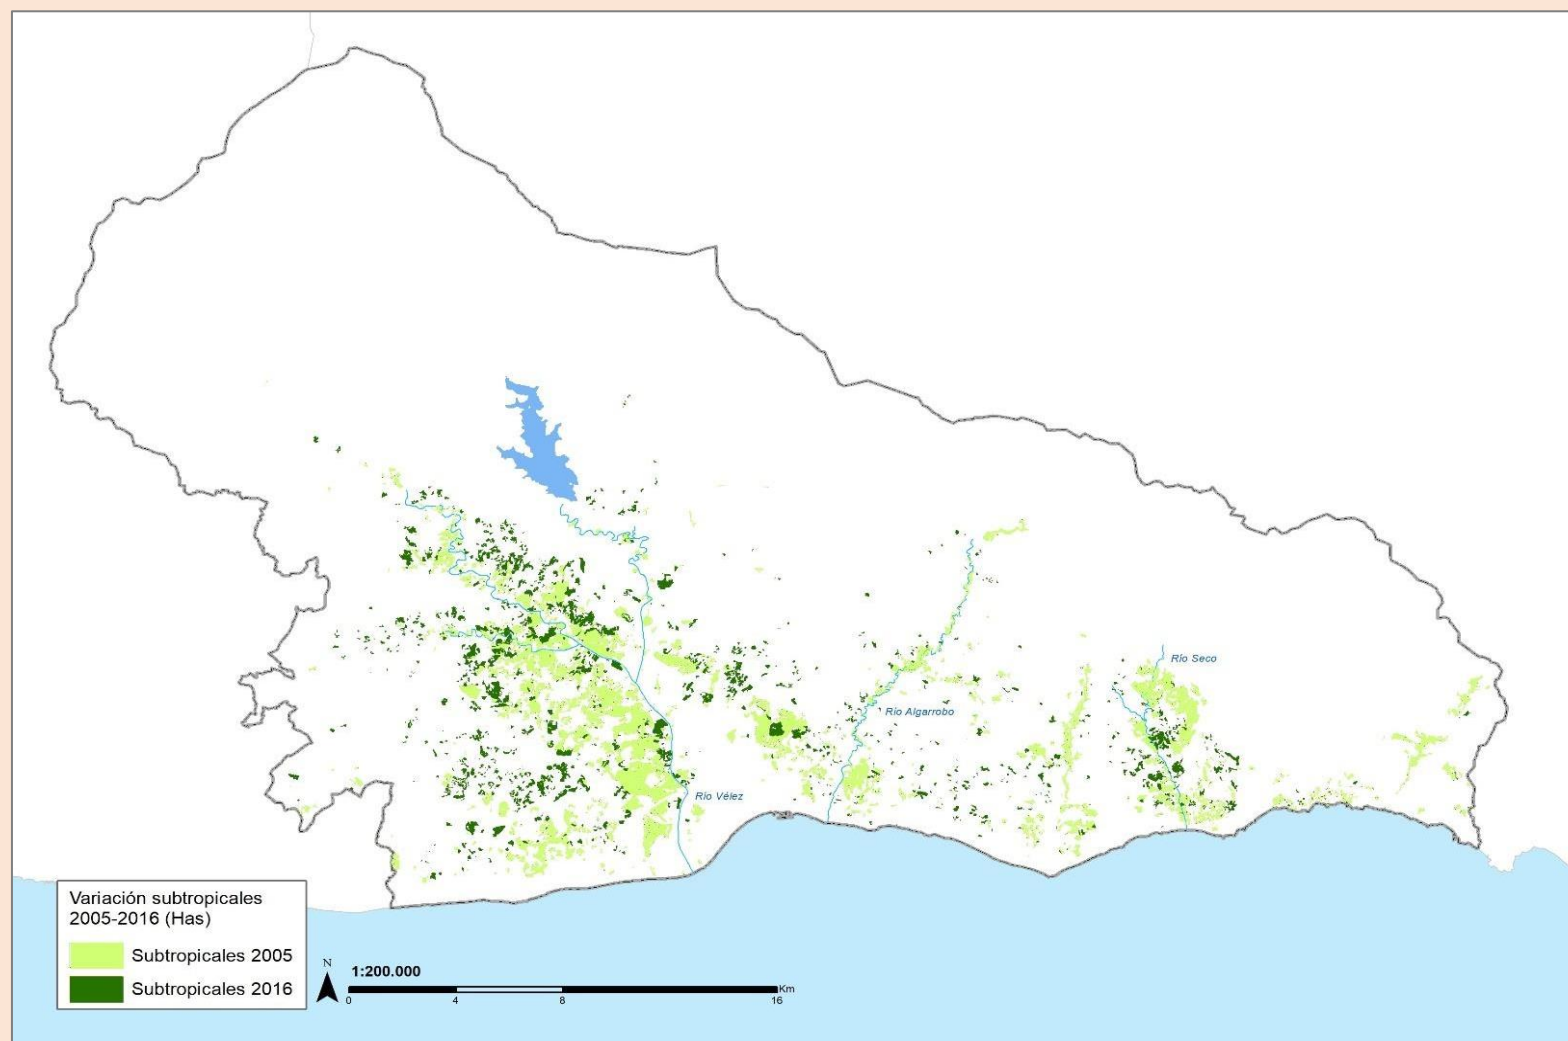 Río Seco
Río Algarrobo
Río Vélez
Variación subtropicales
2005-2016 (Has)
Subtropicales 2005
Subtropicales 2016
N
1:200.000
Km
0 4 8 16